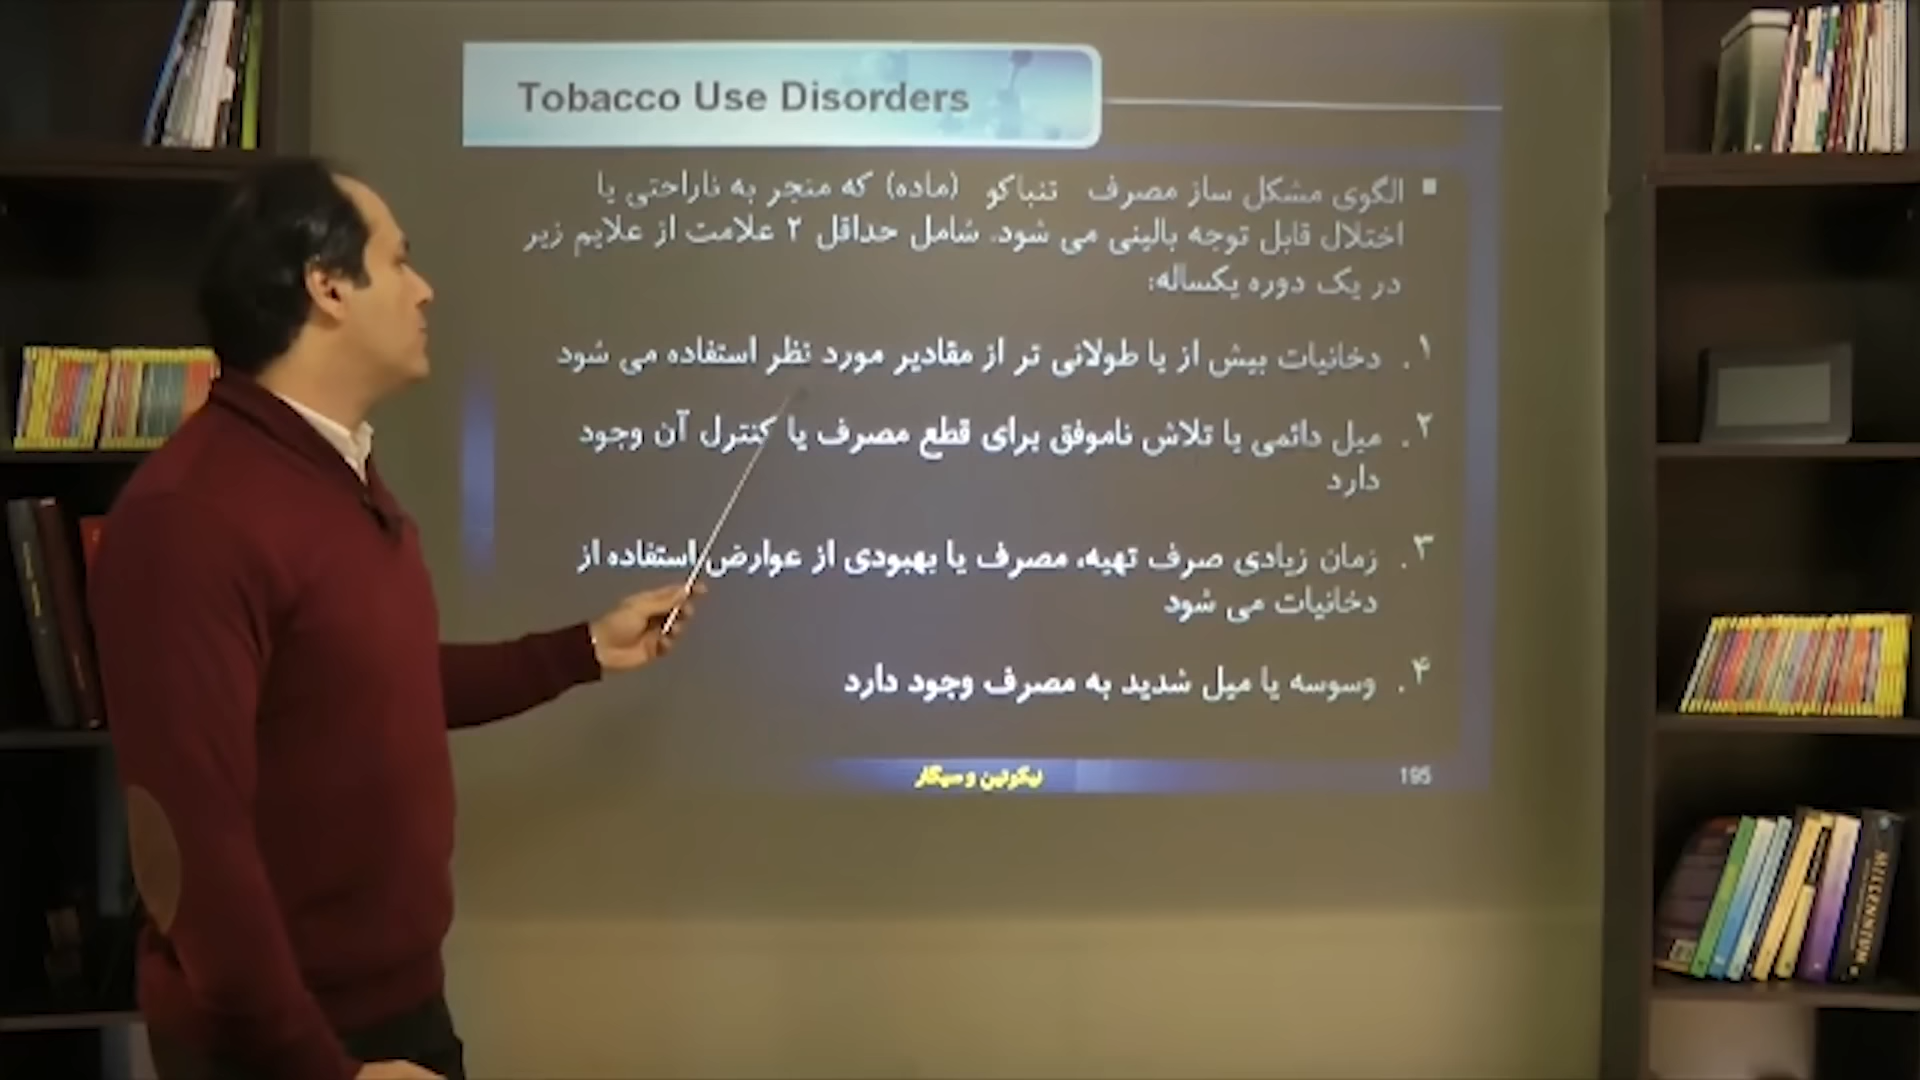 Tobacco Use Disorders
الگوی مشکل ساز مصرف تنباکو (ماده) که منجر به ناراحتی یا
اختلال قابل توجه بالینی می شود. شامل حداقل ۲ علامت از علایم زیر
در یک دوره یکساله:
۱. دخانیات بیش از یا طولانی تر از مقادیر مورد نظر استفاده می شود
۲. میل دائمی یا تلاش ناموفق برای قطع مصرف یا کنترل آن وجود
دارد
۳. زمان زیادی صرف تهیه، مصرف یا بهبودی از عوارض استفاده از
دخانیات می شود
۴. وسوسه یا میل شدید به مصرف وجود دارد
نیکوتین و سیگار
195
MILLENNIUM